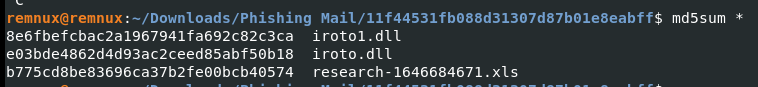 remnux@remnux:~/Downloads/Phishing Mail/11f44531fb088d31307d87b01e8eabff$ md5sum *
8e6fbefcbac2a1967941fa692c82c3ca  iroto1.dll
e03bde4862d4d93ac2ceed85abf50b18  iroto.dll
b775cd8be83696ca37b2fe00bcb40574  research-1646684671.xls